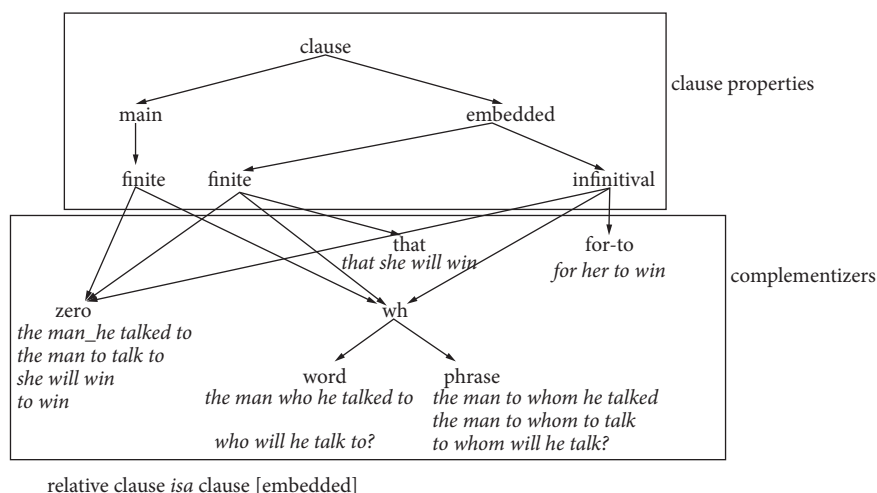 clause
clause properties
main
embedded
finite
finite
infinitival
that
that she will win
for-to
for her to win
complementizers
zero
the man_he talked to
the man to talk to
she will win
to win
wh
word
the man who he talked to
who will he talk to?
phrase
the man to whom he talked
the man to whom to talk
to whom will he talk?
relative clause isa clause [embedded]